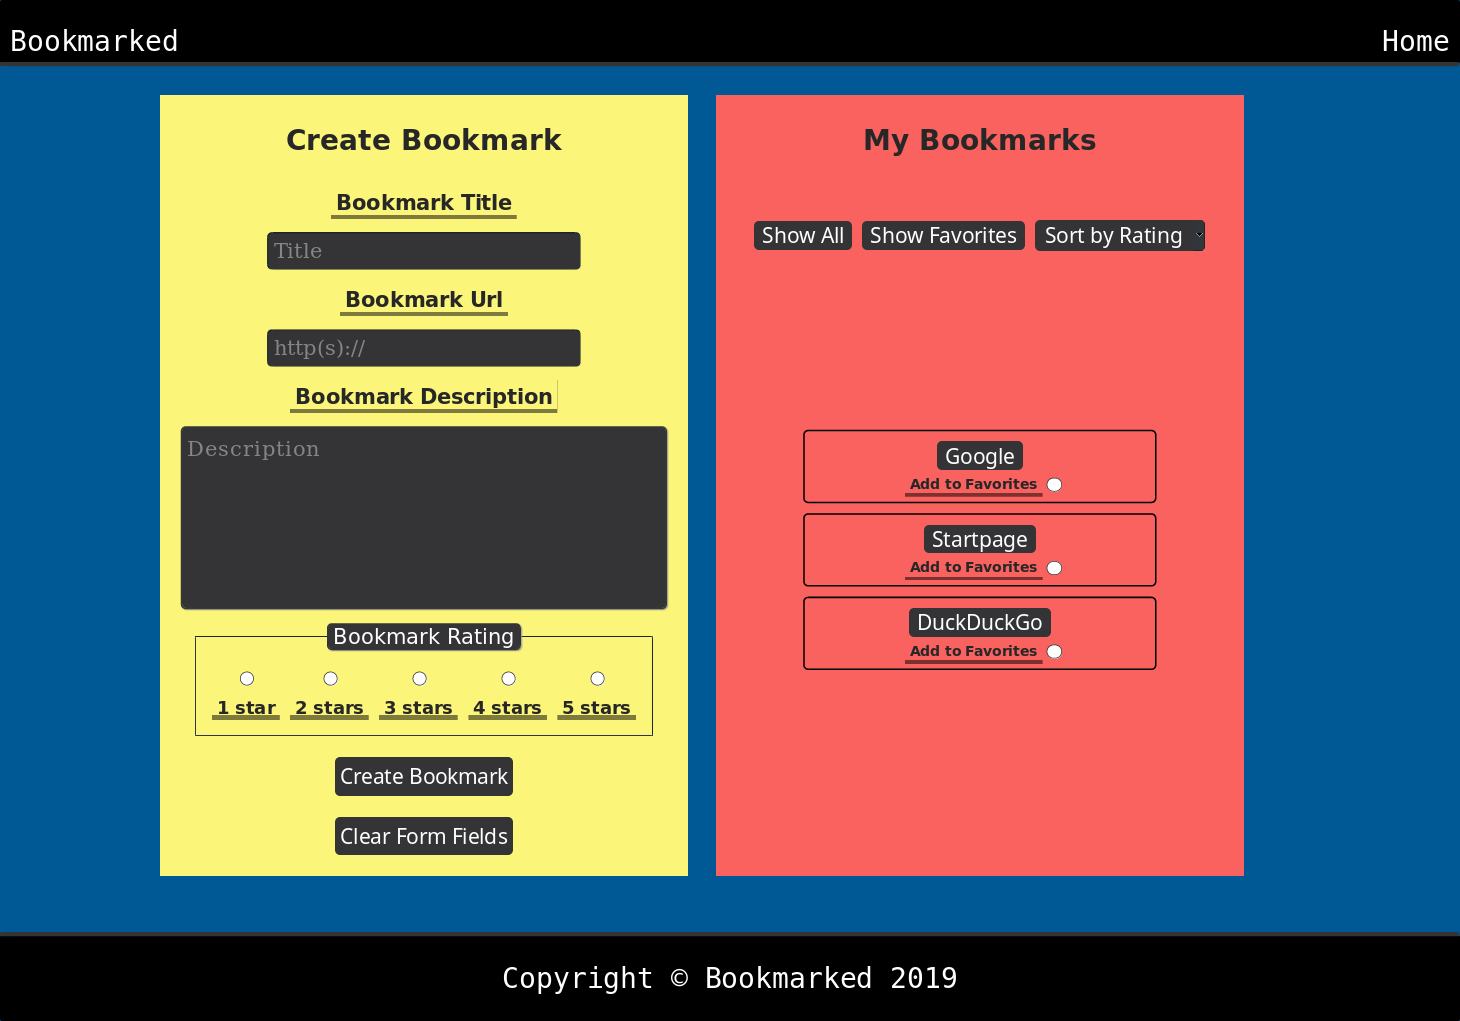 Bookmarked
Home
Create Bookmark
Bookmark Title
Title
Bookmark Url
http(s)://
Bookmark Description
Description
Bookmark Rating
1 star 2 stars 3 stars 4 stars 5 stars
Create Bookmark
Clear Form Fields
My Bookmarks
Show All Show Favorites Sort by Rating
Google
Add to Favorites
Startpage
Add to Favorites
DuckDuckGo
Add to Favorites
Copyright © Bookmarked 2019